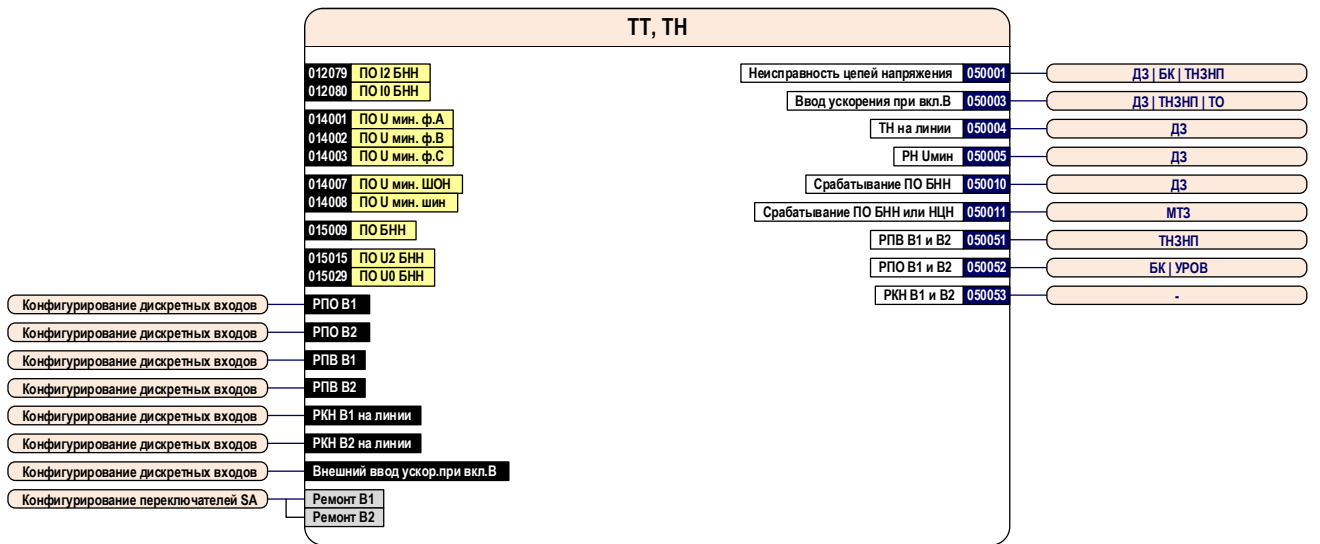 ТТ, ТН
012079 ПО I2 БНН
012080 ПО I0 БНН
014001 ПО U мин. ф.А
014002 ПО U мин. ф.В
014003 ПО U мин. ф.С
014007 ПО U мин. ШОН
014008 ПО U мин. шин
015009 ПО БНН
015015 ПО U2 БНН
015029 ПО U0 БНН
Конфигурирование дискретных входов РПО В1
Конфигурирование дискретных входов РПО В2
Конфигурирование дискретных входов РПВ В1
Конфигурирование дискретных входов РПВ В2
Конфигурирование дискретных входов РКН В1 на линии
Конфигурирование дискретных входов РКН В2 на линии
Конфигурирование дискретных входов Внешний ввод ускор.при вкл.В
Конфигурирование переключателей SA Ремонт В1
Ремонт В2
Неисправность цепей напряжения 050001 ДЗ | БК | ТНЗНП
Ввод ускорения при вкл.В 050003 ДЗ | ТНЗНП | ТО
ТН на линии 050004 ДЗ
РН Uмин 050005 ДЗ
Срабатывание ПО БНН 050010 ДЗ
Срабатывание ПО БНН или НЦН 050011 МТЗ
РПВ В1 и В2 050051 ТНЗНП
РПО В1 и В2 050052 БК | УРОВ
РКН В1 и В2 050053 -